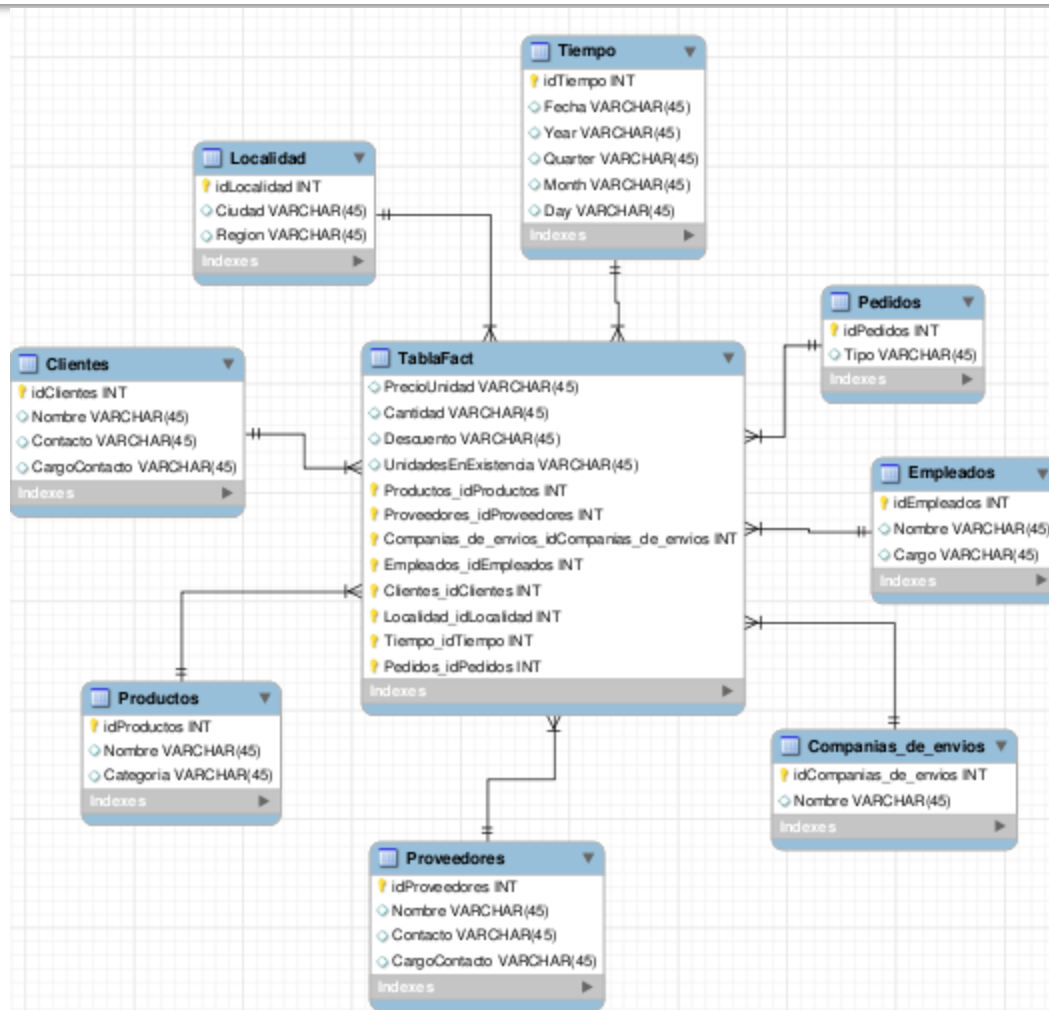 Tiempo
idTiempo INT
Fecha VARCHAR(45)
Year VARCHAR(45)
Quarter VARCHAR(45)
Month VARCHAR(45)
Day VARCHAR(45)
Indexes
Localidad
idLocalidad INT
Ciudad VARCHAR(45)
Region VARCHAR(45)
Indexes
Pedidos
idPedidos INT
Tipo VARCHAR(45)
Indexes
Clientes
idClientes INT
Nombre VARCHAR(45)
Contacto VARCHAR(45)
CargoContacto VARCHAR(45)
Indexes
TablaFact
PrecioUnidad VARCHAR(45)
Cantidad VARCHAR(45)
Descuento VARCHAR(45)
UnidadesEnExistencia VARCHAR(45)
Productos_idProductos INT
Proveedores_idProveedores INT
Companias_de_envios_idCompanias_de_envios INT
Empleados_idEmpleados INT
Clientes_idClientes INT
Localidad_idLocalidad INT
Tiempo_idTiempo INT
Pedidos_idPedidos INT
Indexes
Empleados
idEmpleados INT
Nombre VARCHAR(45)
Cargo VARCHAR(45)
Indexes
Productos
idProductos INT
Nombre VARCHAR(45)
Categoria VARCHAR(45)
Indexes
Companias_de_envios
idCompanias_de_envios INT
Nombre VARCHAR(45)
Indexes
Proveedores
idProveedores INT
Nombre VARCHAR(45)
Contacto VARCHAR(45)
CargoContacto VARCHAR(45)
Indexes